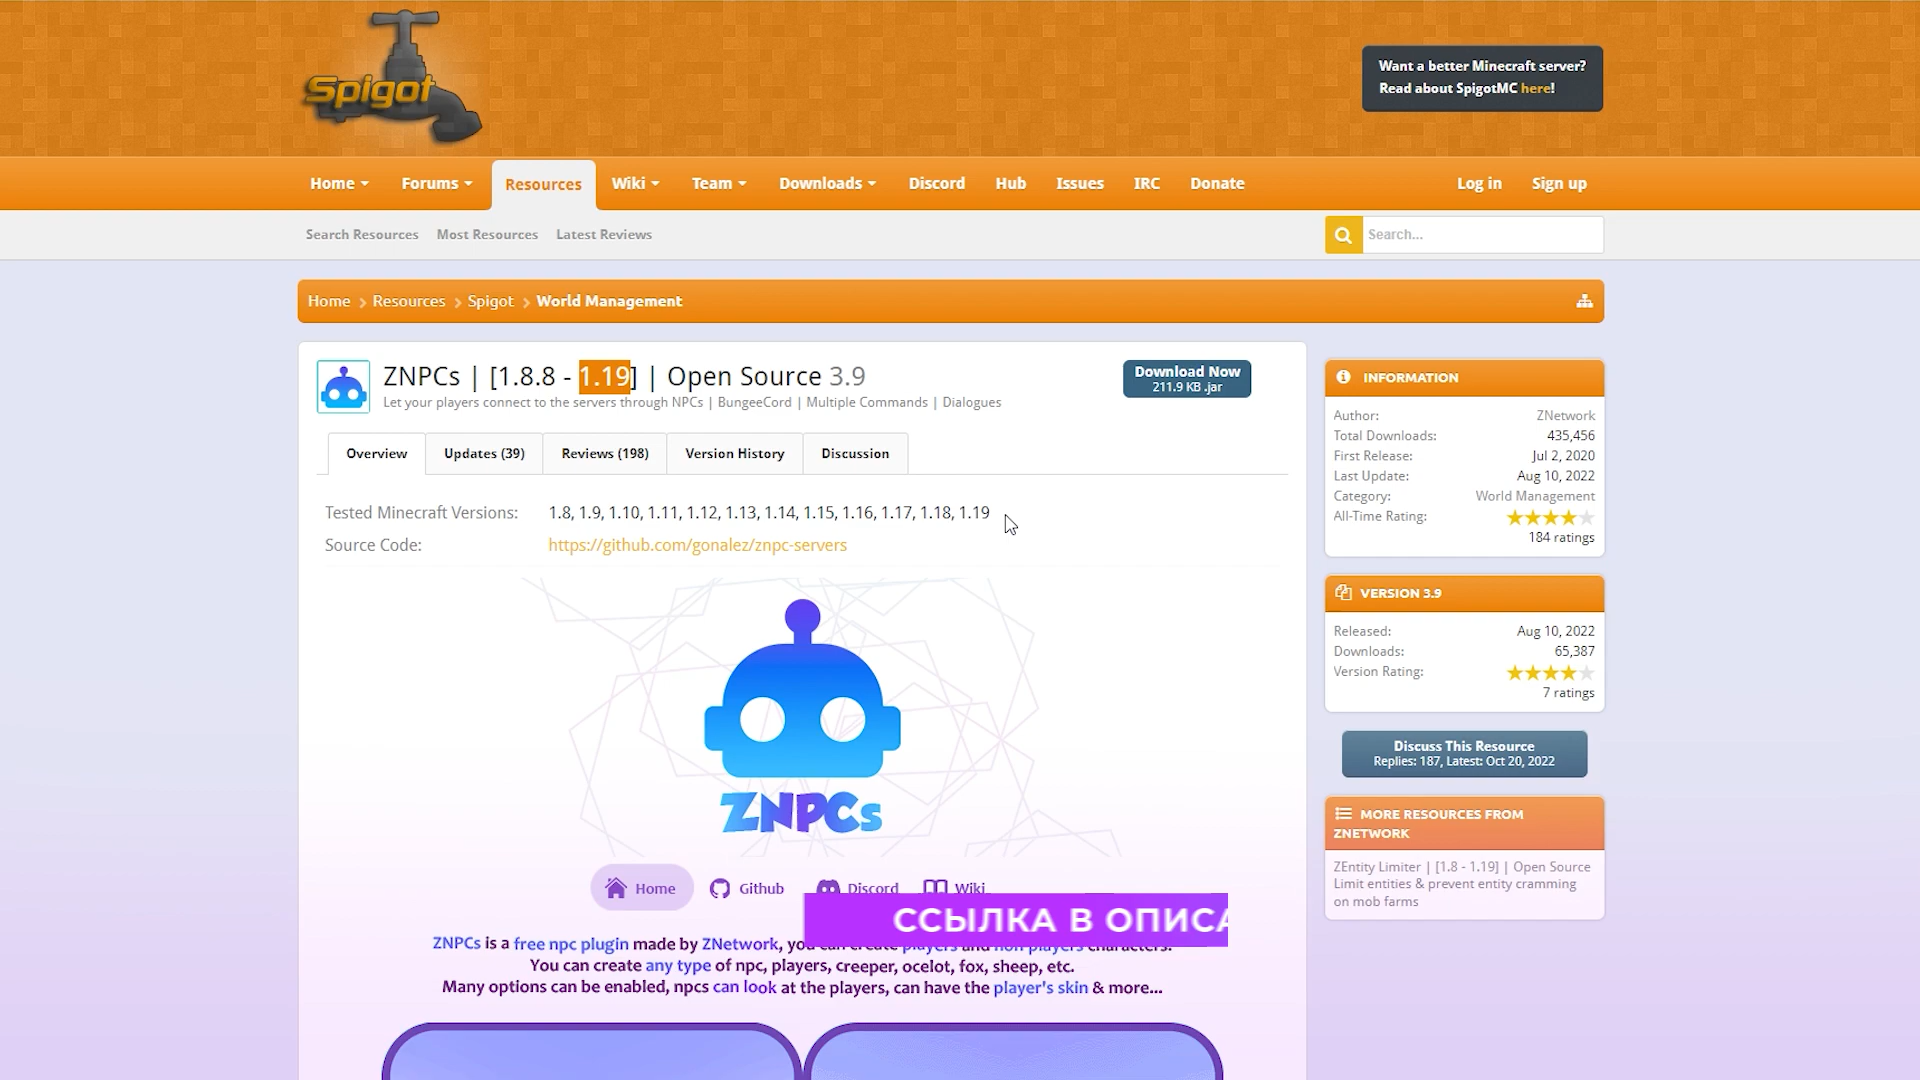 Spigot
Want a better Minecraft server?
Read about SpigotMC here!
Home Forums Resources Wiki Team Downloads Discord Hub Issues IRC Donate Log in Sign up
Search Resources Most Resources Latest Reviews
Search...
Home Resources Spigot World Management
ZNPCs | [1.8.8 - 1.19] | Open Source 3.9
Let your players connect to the servers through NPCs | BungeeCord | Multiple Commands | Dialogues
Download Now
211.9 KB .jar
Overview Updates (39) Reviews (198) Version History Discussion
Tested Minecraft Versions: 1.8, 1.9, 1.10, 1.11, 1.12, 1.13, 1.14, 1.15, 1.16, 1.17, 1.18, 1.19
Source Code: https://github.com/gonalez/znpc-servers
ZNPCs
Home Github Discord Wiki
ССЫЛКА В ОПИСА
ZNPCs is a free npc plugin made by ZNetwork, you can create players and non players characters.
You can create any type of npc, players, creeper, ocelot, fox, sheep, etc.
Many options can be enabled, npcs can look at the players, can have the player's skin & more...
INFORMATION
Author: ZNetwork
Total Downloads: 435,456
First Release: Jul 2, 2020
Last Update: Aug 10, 2022
Category: World Management
All-Time Rating:
184 ratings
VERSION 3.9
Released: Aug 10, 2022
Downloads: 65,387
Version Rating:
7 ratings
Discuss This Resource
Replies: 187, Latest: Oct 20, 2022
MORE RESOURCES FROM
ZNETWORK
ZEntity Limiter | [1.8 - 1.19] | Open Source
Limit entities & prevent entity cramming
on mob farms